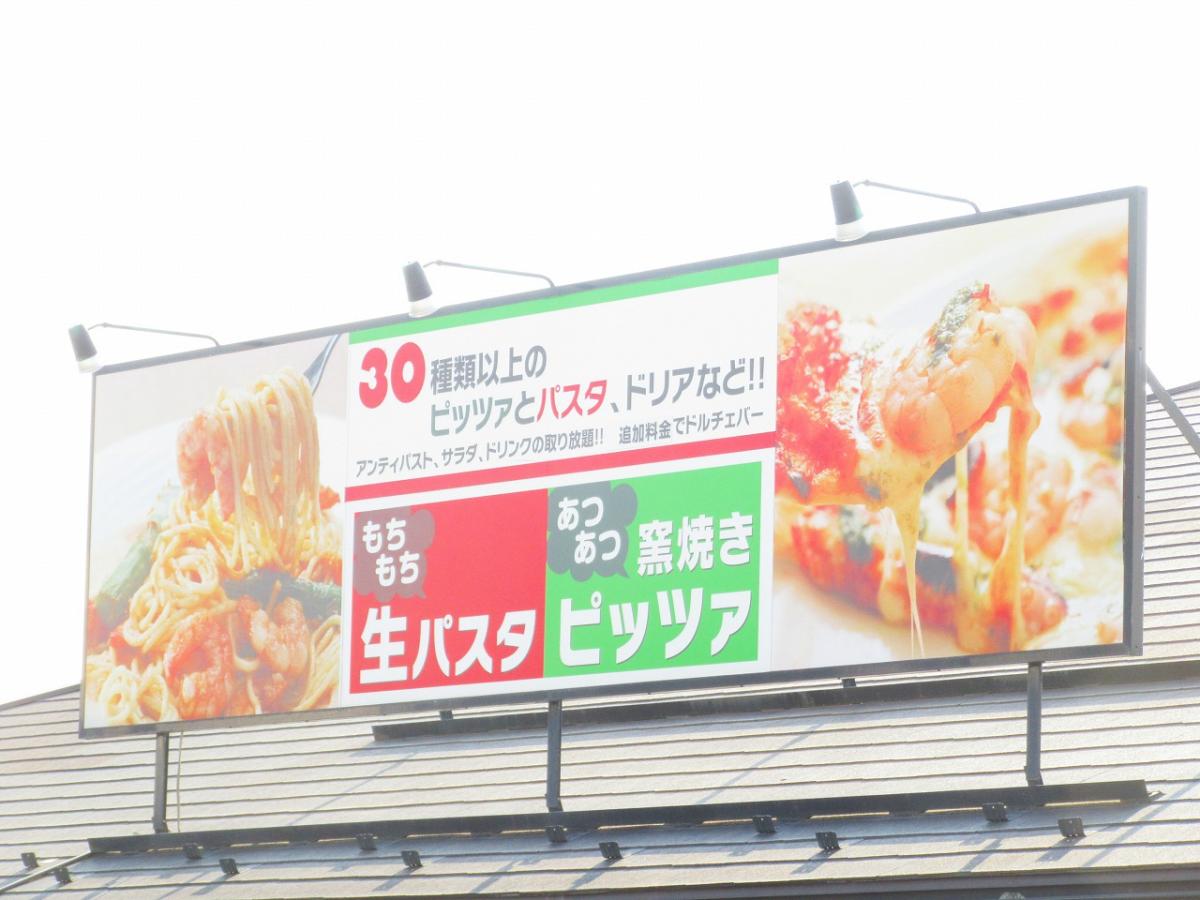 30種類以上の
ピッツァとパスタ、ドリアなど!!
アンティパスト、サラダ、ドリンクの取り放題!! 追加料金でドルチェバー
もち
もち
生パスタ
あつ
あつ
窯焼き
ピッツァ